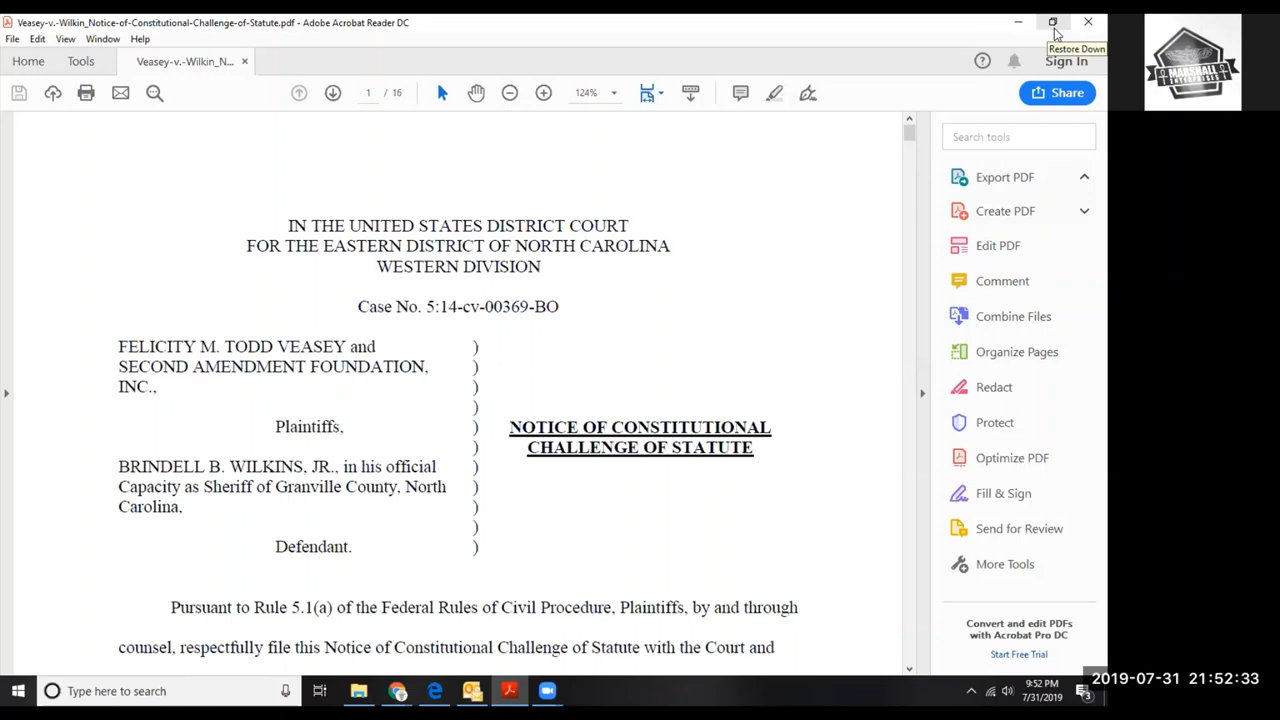 Veasey-v.-Wilkin_Notice-of-Constitutional-Challenge-of-Statute.pdf - Adobe Acrobat Reader DC
File Edit View Window Help
Restore Down
Home Tools Veasey-v.-Wilkin_N... Sign In
1 / 16 124% Share
Search tools
Export PDF
Create PDF
Edit PDF
Comment
Combine Files
Organize Pages
Redact
Protect
Optimize PDF
Fill & Sign
Send for Review
More Tools
Convert and edit PDFs
with Acrobat Pro DC
Start Free Trial
IN THE UNITED STATES DISTRICT COURT
FOR THE EASTERN DISTRICT OF NORTH CAROLINA
WESTERN DIVISION
Case No. 5:14-cv-00369-BO
FELICITY M. TODD VEASEY and )
SECOND AMENDMENT FOUNDATION, )
INC., )
)
Plaintiffs, ) NOTICE OF CONSTITUTIONAL
) CHALLENGE OF STATUTE
BRINDELL B. WILKINS, JR., in his official )
Capacity as Sheriff of Granville County, North )
Carolina, )
)
Defendant. )
Pursuant to Rule 5.1(a) of the Federal Rules of Civil Procedure, Plaintiffs, by and through
counsel, respectfully file this Notice of Constitutional Challenge of Statute with the Court and
MARSHALL
ENTERPRISES
Type here to search
9:52 PM
7/31/2019
3
2019-07-31 21:52:33